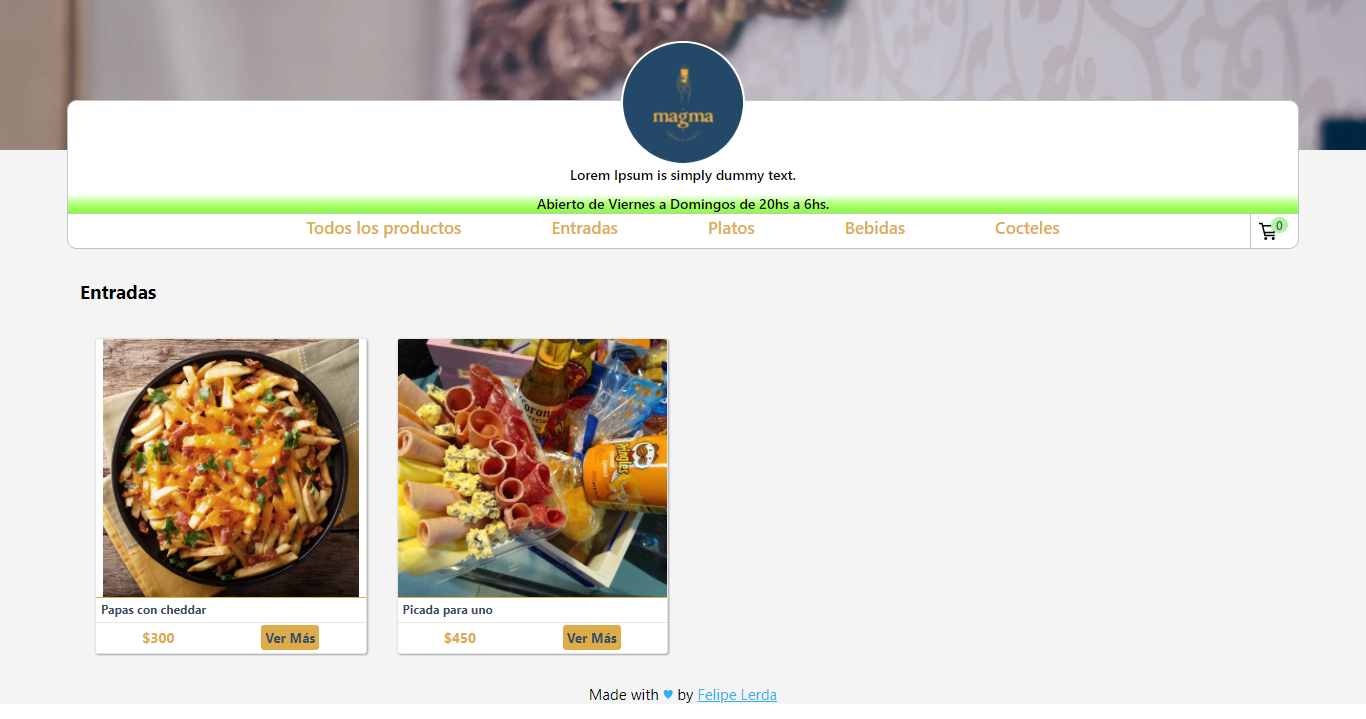 magma
Lorem Ipsum is simply dummy text.
Abierto de Viernes a Domingos de 20hs a 6hs.
Todos los productos Entradas Platos Bebidas Cocteles 0
Entradas
Corona
Pringles
Papas con cheddar
Picada para uno
$300 Ver Más
$450 Ver Más
Made with ♥ by Felipe Lerda